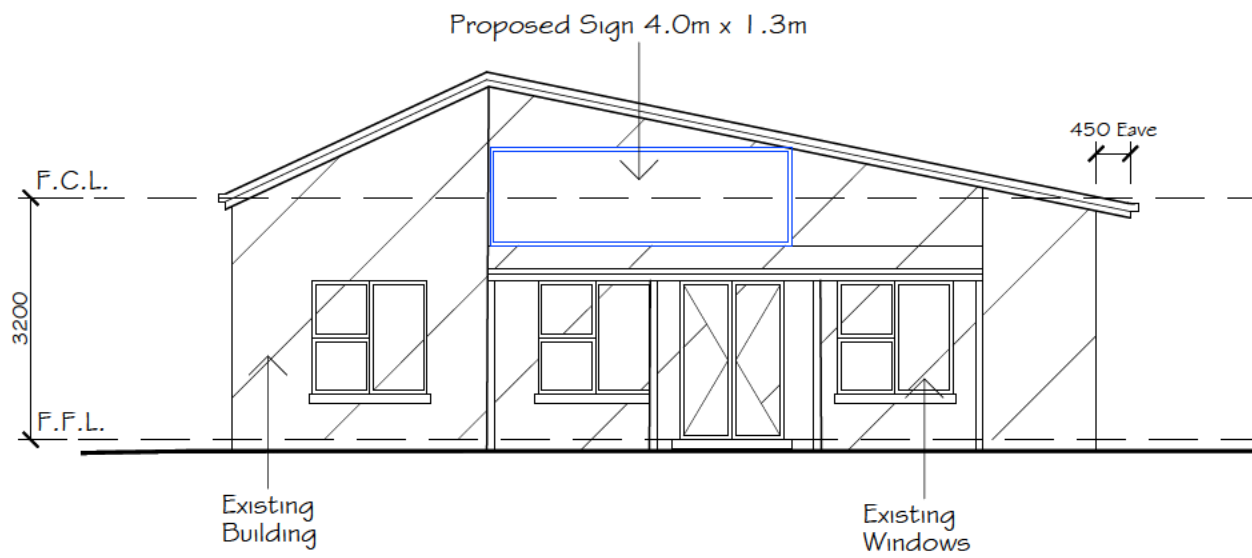 Proposed Sign 4.0m x 1.3m
450 Eave
F.C.L.
3200
F.F.L.
Existing
Building
Existing
Windows